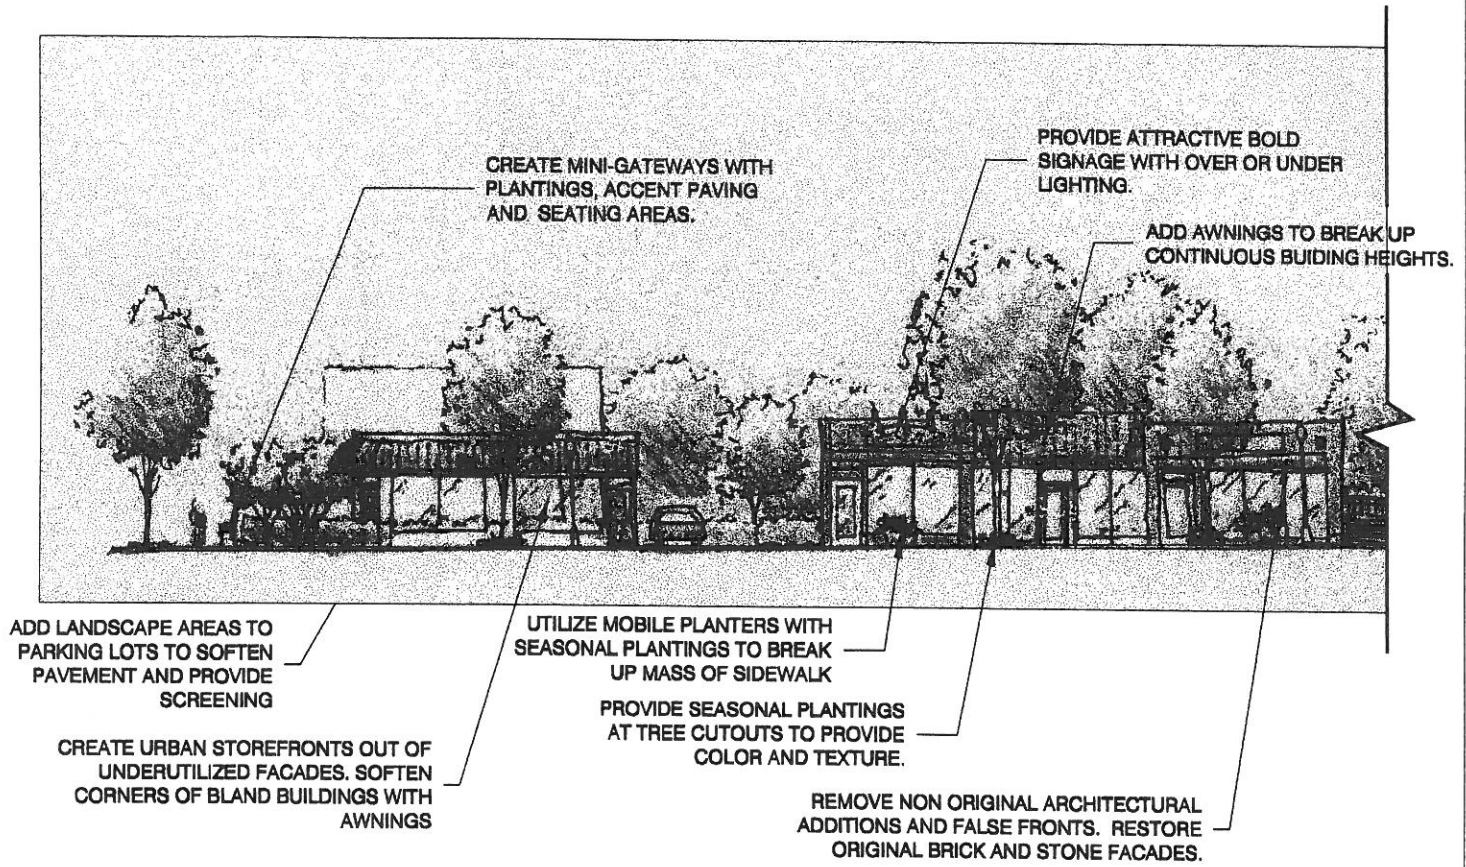 CREATE MINI-GATEWAYS WITH
PLANTINGS, ACCENT PAVING
AND SEATING AREAS.
PROVIDE ATTRACTIVE BOLD
SIGNAGE WITH OVER OR UNDER
LIGHTING.
ADD AWNINGS TO BREAK UP
CONTINUOUS BUIDING HEIGHTS.
ADD LANDSCAPE AREAS TO
PARKING LOTS TO SOFTEN
PAVEMENT AND PROVIDE
SCREENING
CREATE URBAN STOREFRONTS OUT OF
UNDERUTILIZED FACADES. SOFTEN
CORNERS OF BLAND BUILDINGS WITH
AWNINGS
UTILIZE MOBILE PLANTERS WITH
SEASONAL PLANTINGS TO BREAK
UP MASS OF SIDEWALK
PROVIDE SEASONAL PLANTINGS
AT TREE CUTOUTS TO PROVIDE
COLOR AND TEXTURE.
REMOVE NON ORIGINAL ARCHITECTURAL
ADDITIONS AND FALSE FRONTS. RESTORE
ORIGINAL BRICK AND STONE FACADES.